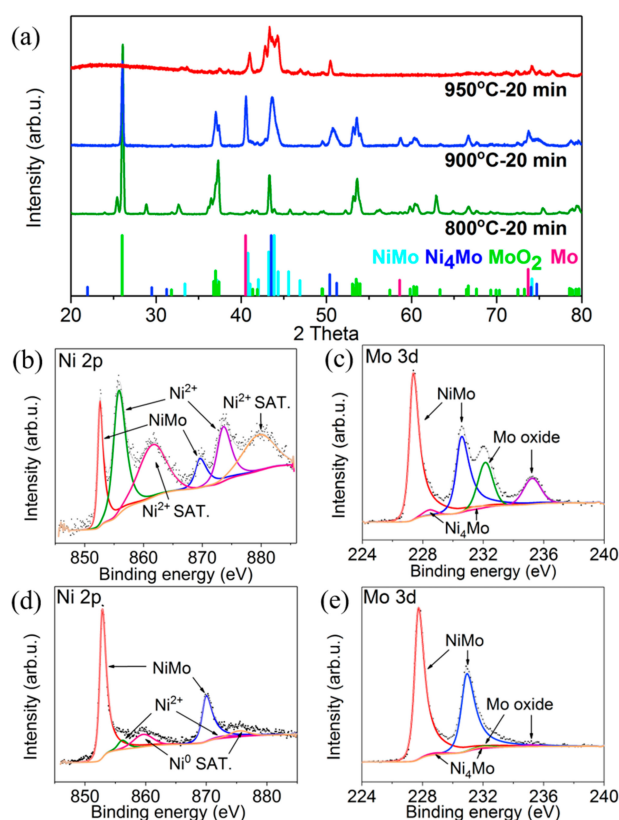 (a)
Intensity (arb.u.)
950°C-20 min
900°C-20 min
800°C-20 min
NiMo Ni4Mo MoO2 Mo
20 30 40 50 60 70 80
2 Theta
(b) Ni 2p
Ni2+
Ni2+ SAT.
NiMo
Ni2+ SAT.
Intensity (arb.u.)
850 860 870 880
Binding energy (eV)
(c) Mo 3d
NiMo
Mo oxide
Ni4Mo
Intensity (arb.u.)
224 228 232 236 240
Binding energy (eV)
(d) Ni 2p
NiMo
Ni2+
Ni0 SAT.
Intensity (arb.u.)
850 860 870 880
Binding energy (eV)
(e) Mo 3d
NiMo
Mo oxide
Ni4Mo
Intensity (arb.u.)
224 228 232 236 240
Binding energy (eV)